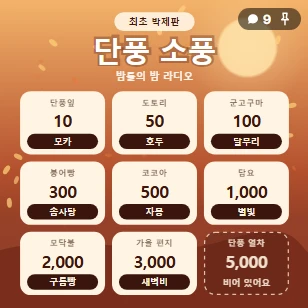 최초 박제판
9
단풍 소풍
밤톨의 밤 라디오
단풍잎
10
모카
도토리
50
호두
군고구마
100
달무리
붕어빵
300
솜사탕
코코아
500
자몽
담요
1,000
별빛
모닥불
2,000
구름빵
가을 편지
3,000
새벽비
단풍 열차
5,000
비어 있어요